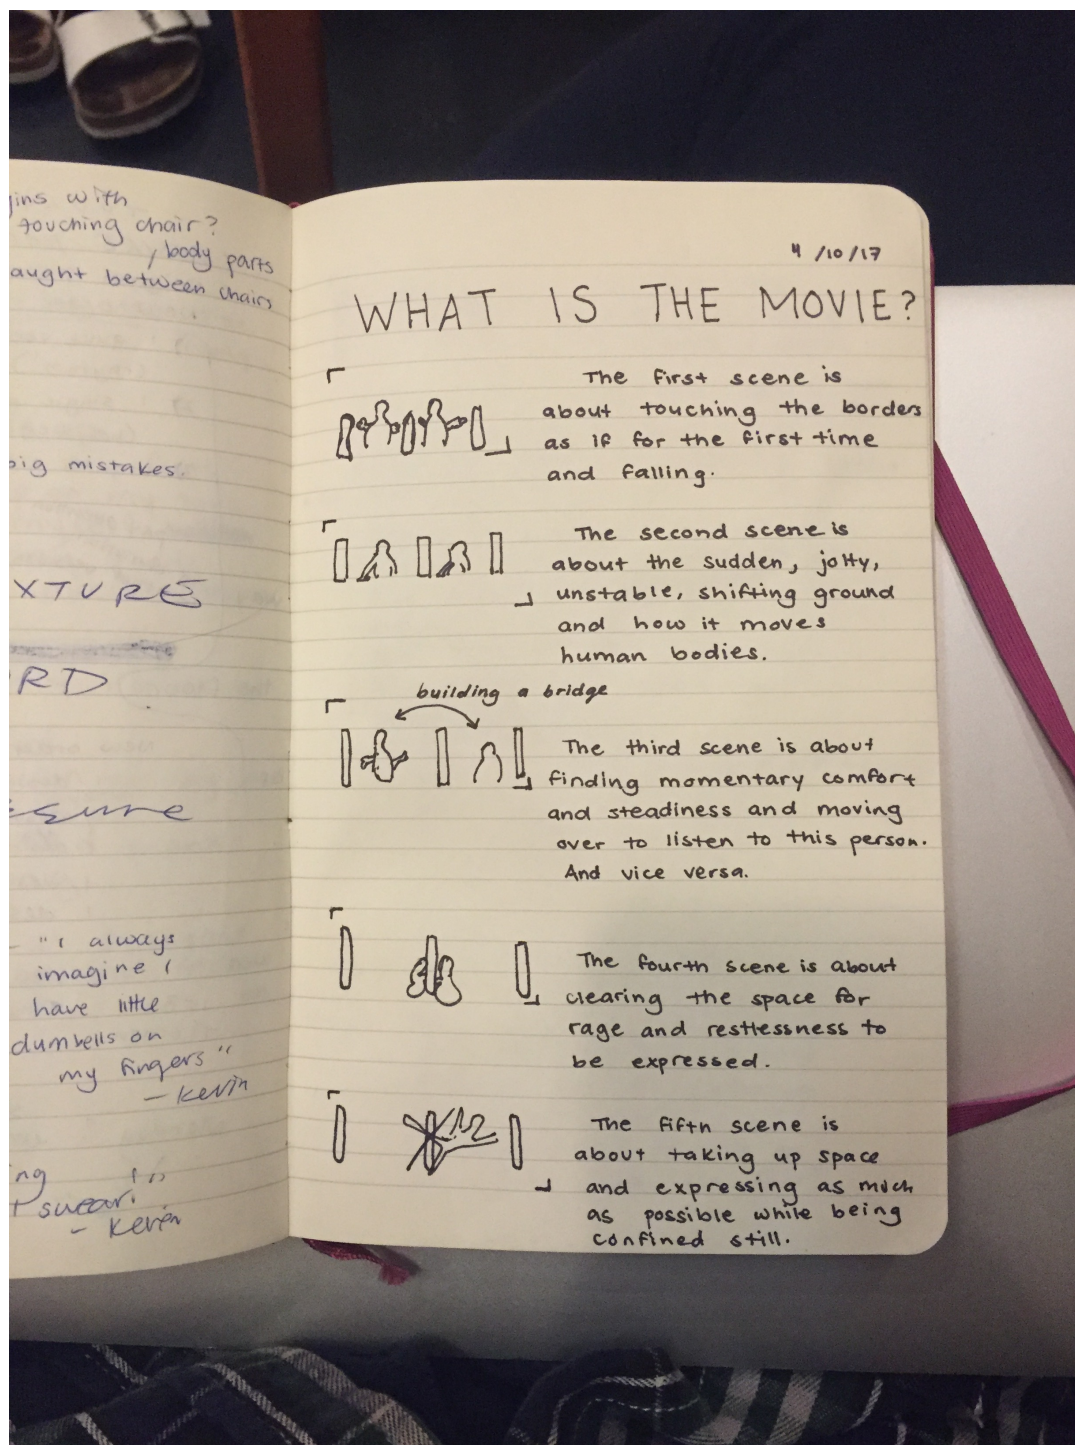 gins with
touching chair?
, body parts
aught between chairs
big mistakes.
XTURE
RD
"I always
imagine I
have little
dumbells on
my fingers"
– Kevin
swear.
– Kevin
4/10/17
WHAT IS THE MOVIE?
The first scene is
about touching the borders
as if for the first time
and falling.
The second scene is
about the sudden, jolty,
unstable, shifting ground
and how it moves
human bodies.
building a bridge
The third scene is about
finding momentary comfort
and steadiness and moving
over to listen to this person.
And vice versa.
The fourth scene is about
clearing the space for
rage and restlessness to
be expressed.
The fifth scene is
about taking up space
and expressing as much
as possible while being
confined still.